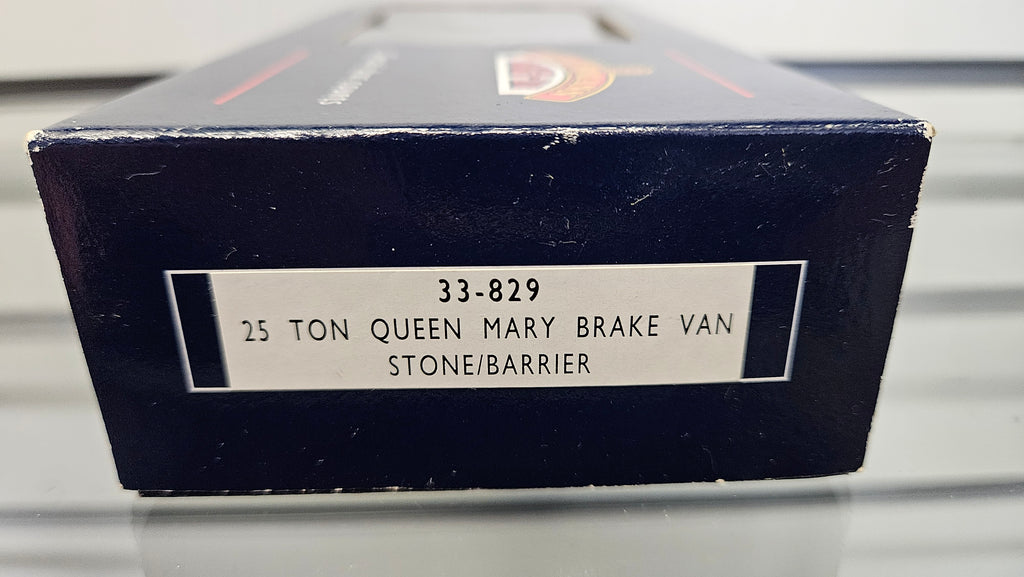 33-829
25 TON QUEEN MARY BRAKE VAN
STONE/BARRIER